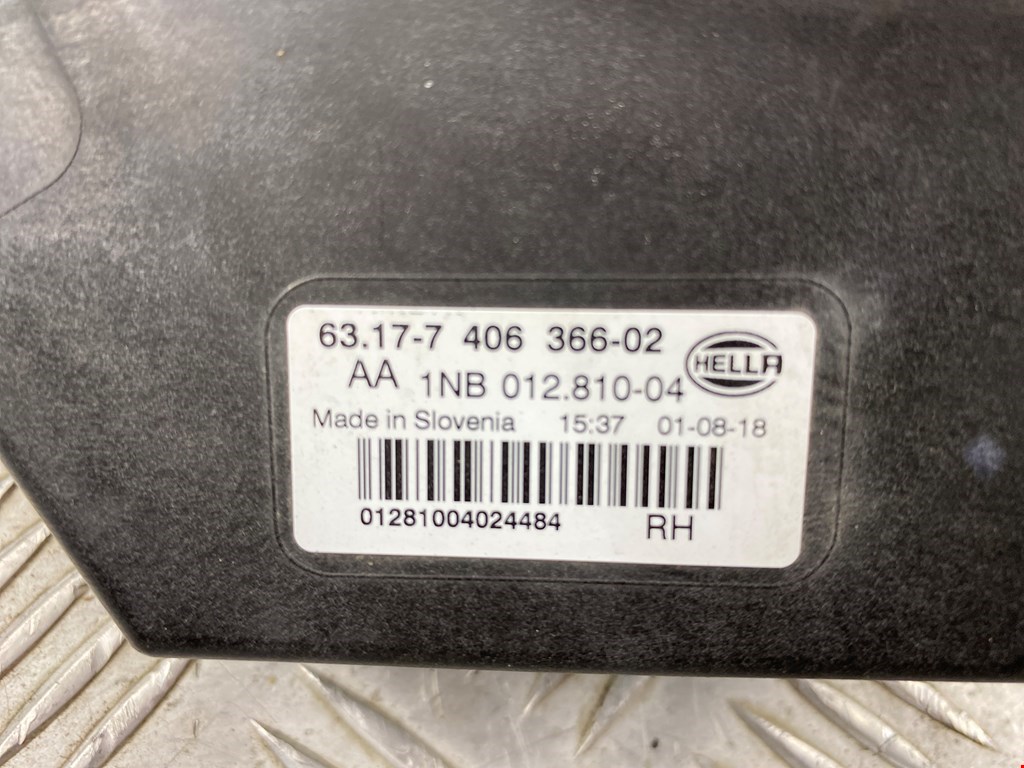 63.17-7 406 366-02
HELLA
AA 1NB 012.810-04
Made in Slovenia 15:37 01-08-18
01281004024484
RH